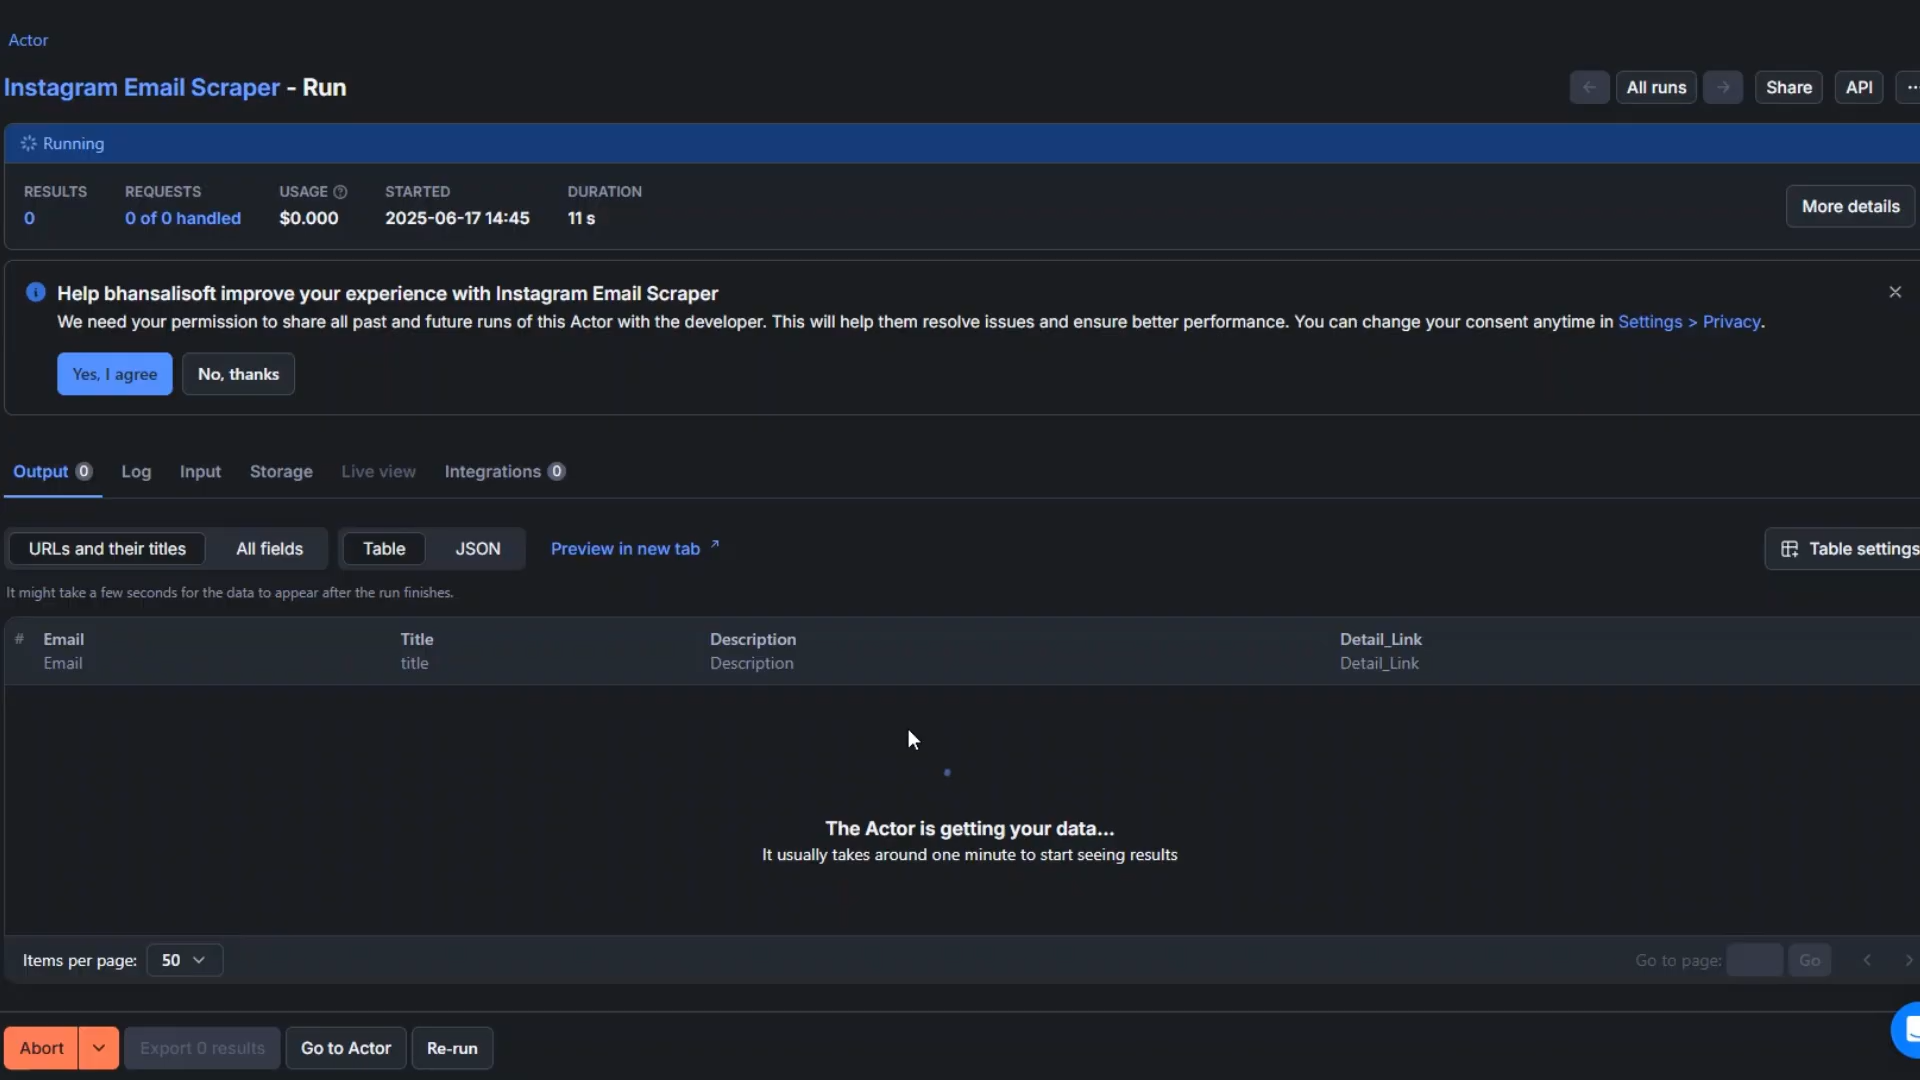 Actor
Instagram Email Scraper - Run
All runs
Share
API
Running
RESULTS REQUESTS USAGE STARTED DURATION
0 0 of 0 handled $0.000 2025-06-17 14:45 11 s
More details
Help bhansalisoft improve your experience with Instagram Email Scraper
We need your permission to share all past and future runs of this Actor with the developer. This will help them resolve issues and ensure better performance. You can change your consent anytime in Settings > Privacy.
Yes, I agree No, thanks
Output 0 Log Input Storage Live view Integrations 0
URLs and their titles All fields Table JSON Preview in new tab Table settings
It might take a few seconds for the data to appear after the run finishes.
# Email Title Description Detail_Link
Email title Description Detail_Link
The Actor is getting your data...
It usually takes around one minute to start seeing results
Items per page: 50 Go to page: Go
Abort Export 0 results Go to Actor Re-run